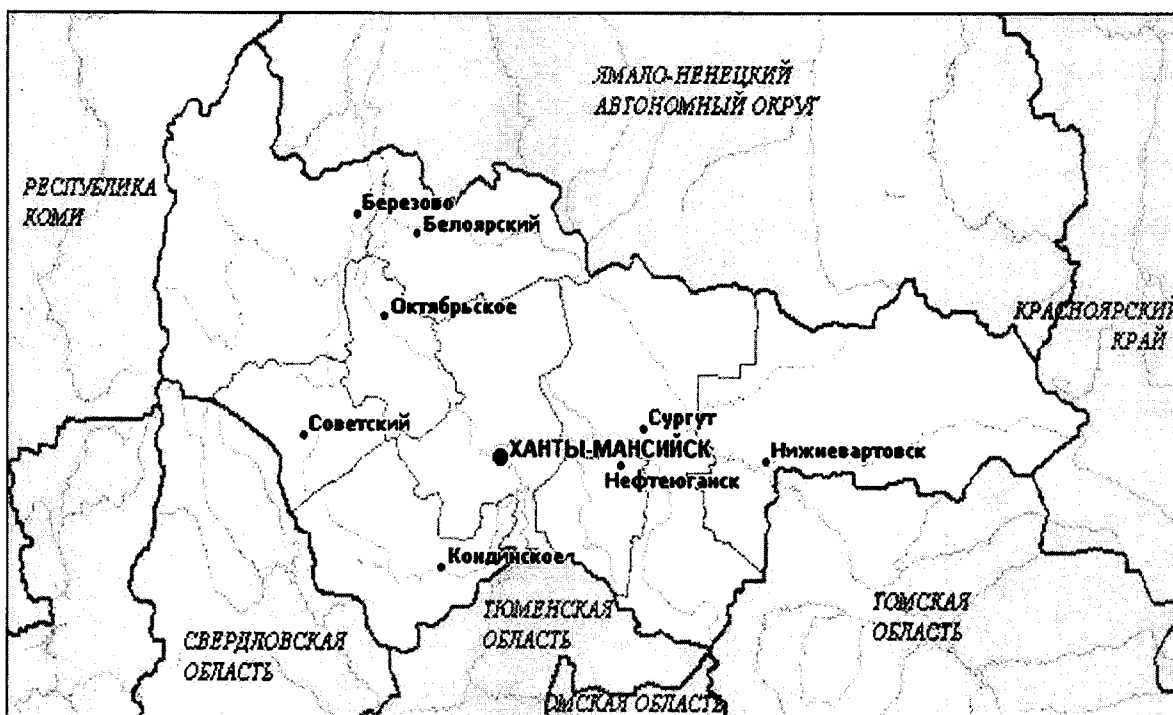 ЯМАЛО-НЕНЕЦКИЙ
АВТОНОМНЫЙ ОКРУГ
РЕСПУБЛИКА
КОМИ
Березово
Белоярский
Октябрьское
КРАСНОЯРСКИЙ
КРАЙ
Советский
Сургут
ХАНТЫ-МАНСИЙСК
Нижневартовск
Нефтеюганск
Кондинское
ТЮМЕНСКАЯ
ОБЛАСТЬ
ТОМСКАЯ
ОБЛАСТЬ
СВЕРДЛОВСКАЯ
ОБЛАСТЬ
ОМСКАЯ ОБЛАСТЬ